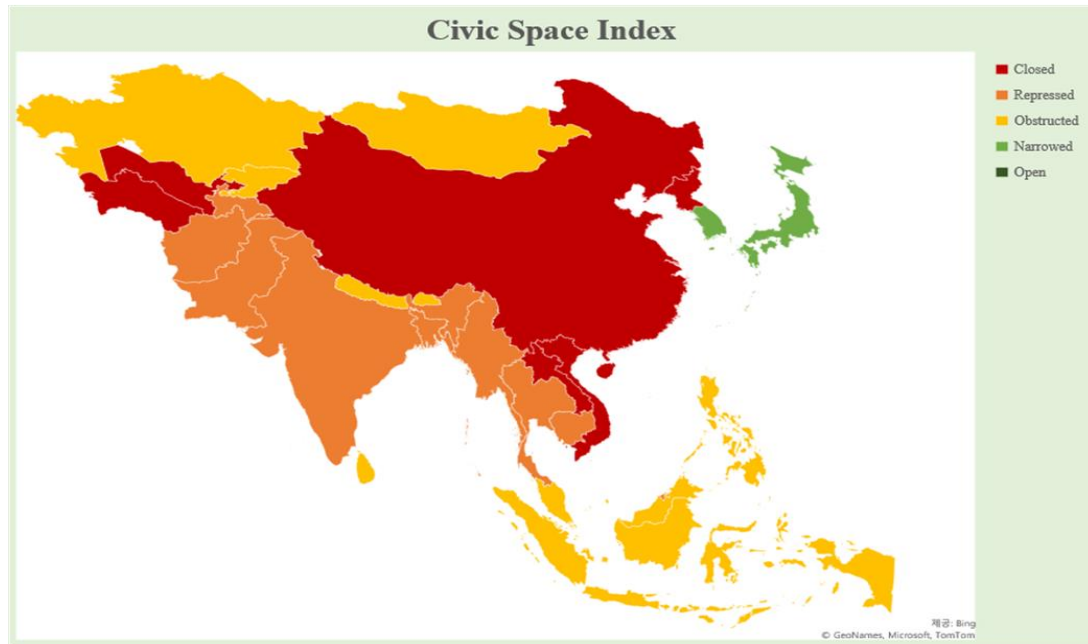 Civic Space Index
Closed
Repressed
Obstructed
Narrowed
Open
제공: Bing
© GeoNames, Microsoft, TomTom